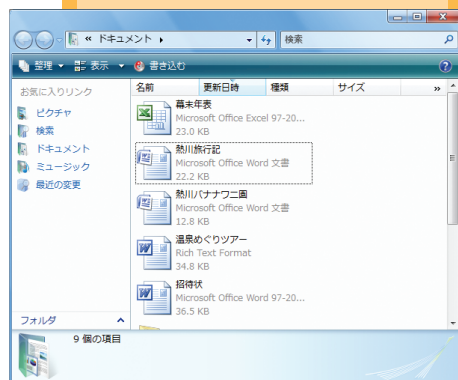 « ドキュメント
検索
整理 表示 書き込む
お気に入りリンク
ピクチャ
検索
ドキュメント
ミュージック
最近の変更
フォルダ
名前 更新日時 種類 サイズ »
幕末年表
Microsoft Office Excel 97-20...
23.0 KB
熱川旅行記
Microsoft Office Word 文書
22.2 KB
熱川バナナワニ園
Microsoft Office Word 文書
12.8 KB
温泉めぐりツアー
Rich Text Format
34.8 KB
招待状
Microsoft Office Word 97-20...
36.5 KB
9 個の項目